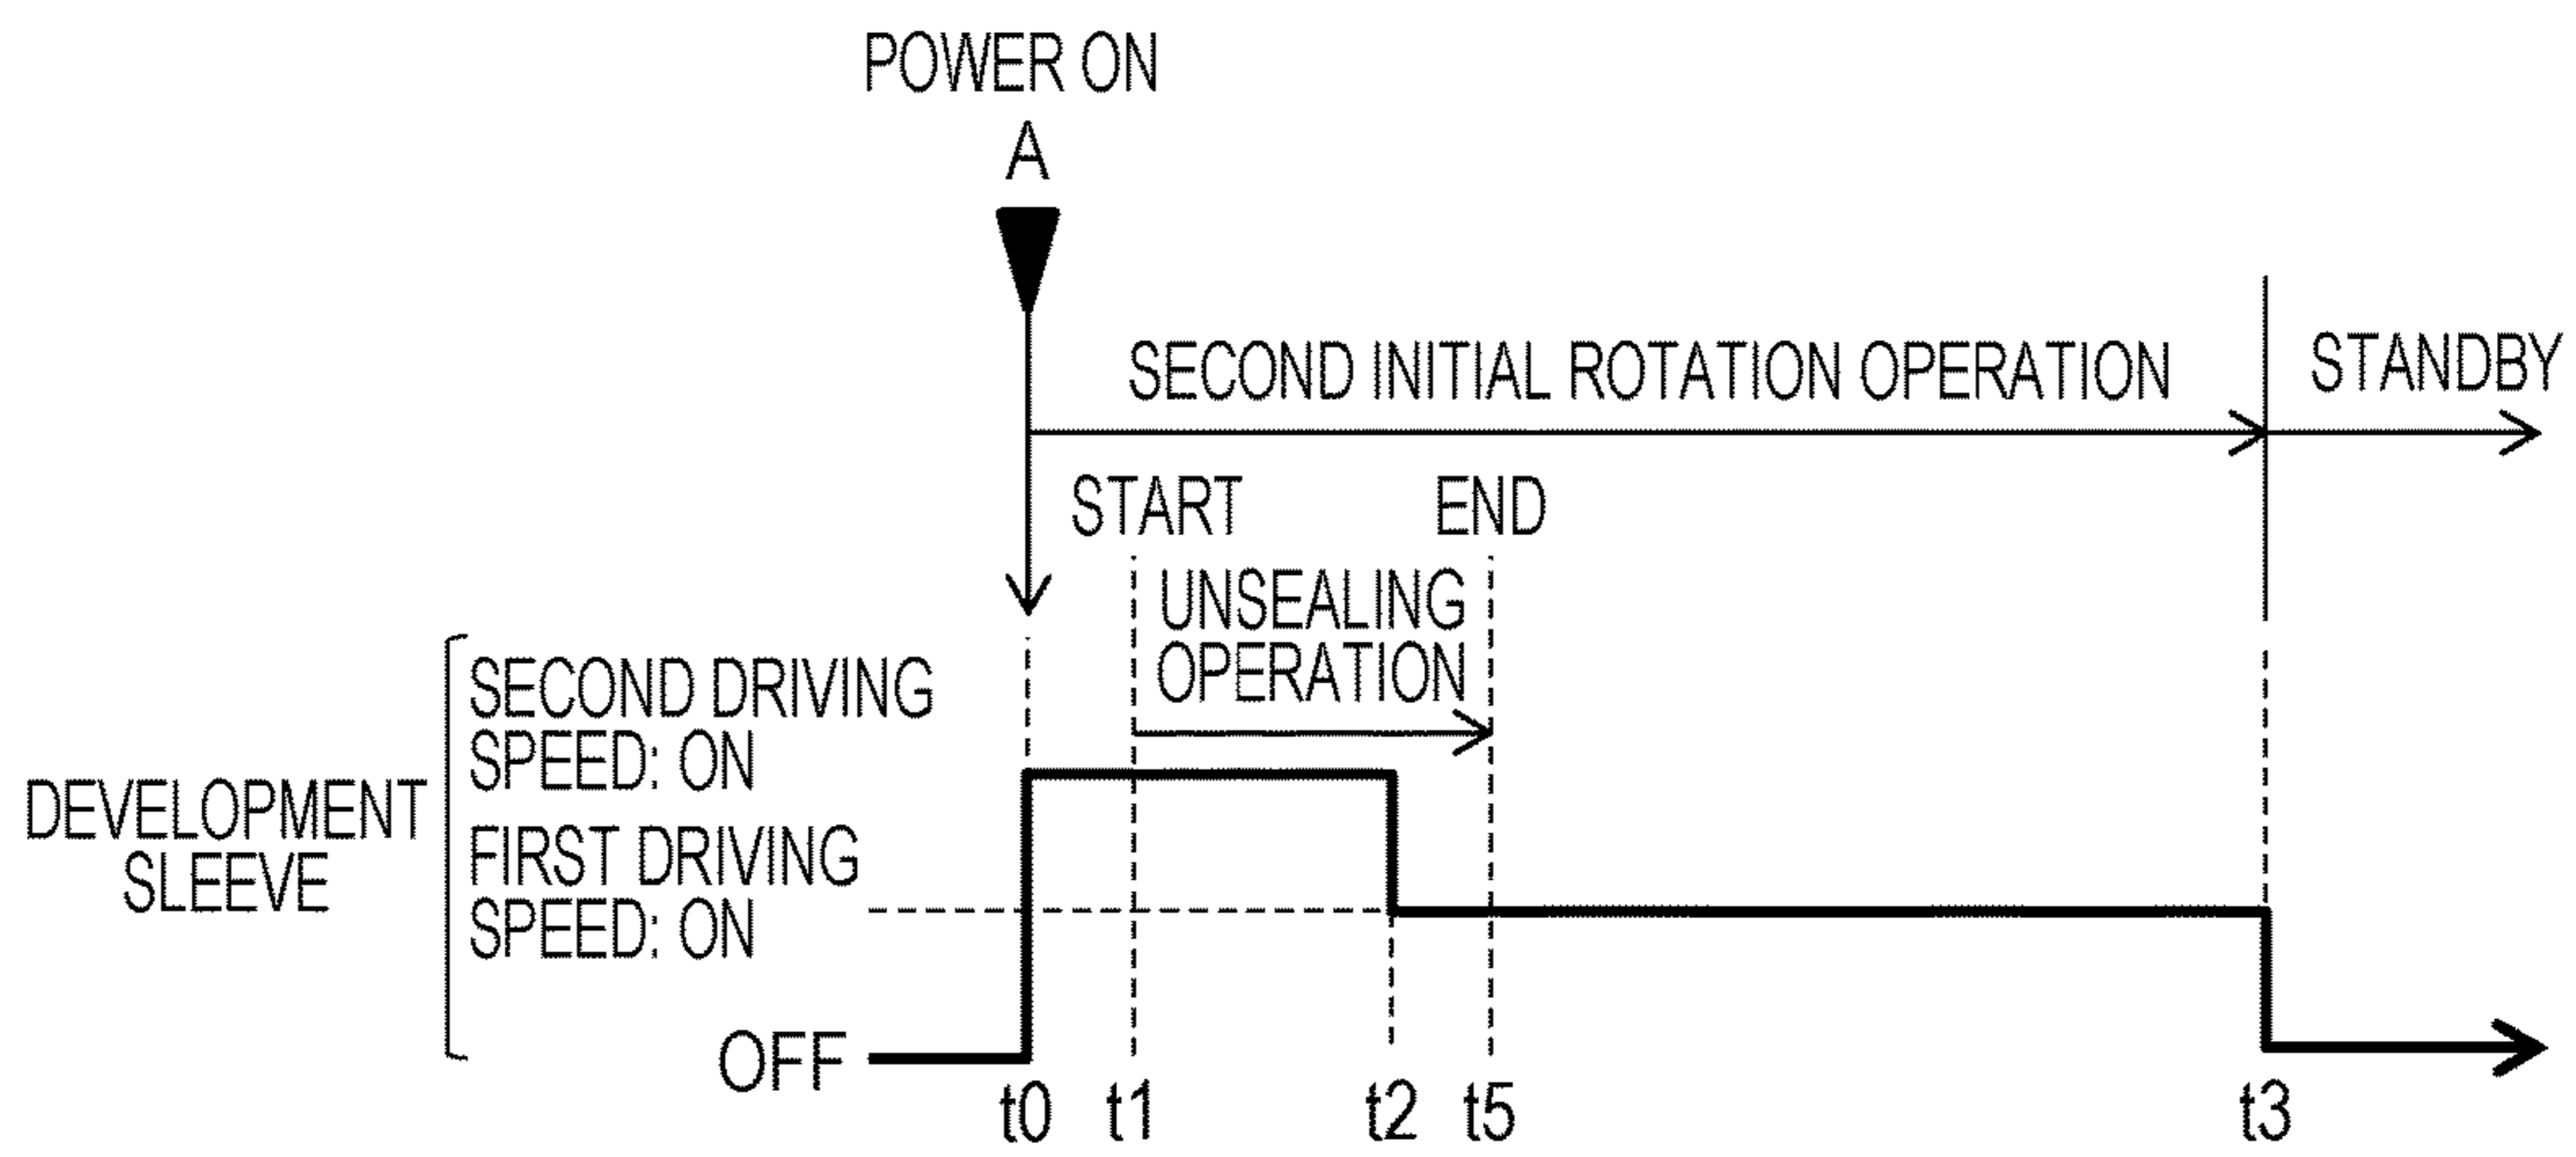 POWER ON
A
SECOND INITIAL ROTATION OPERATION
STANDBY
START
END
UNSEALING
OPERATION
SECOND DRIVING
SPEED: ON
DEVELOPMENT
SLEEVE
FIRST DRIVING
SPEED: ON
OFF
t0
t1
t2
t5
t3